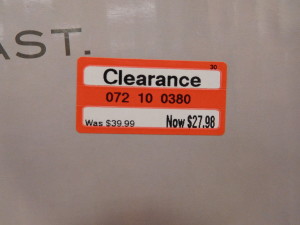 AST.
30
Clearance
072 10 0380
Was $39.99 Now $27.98